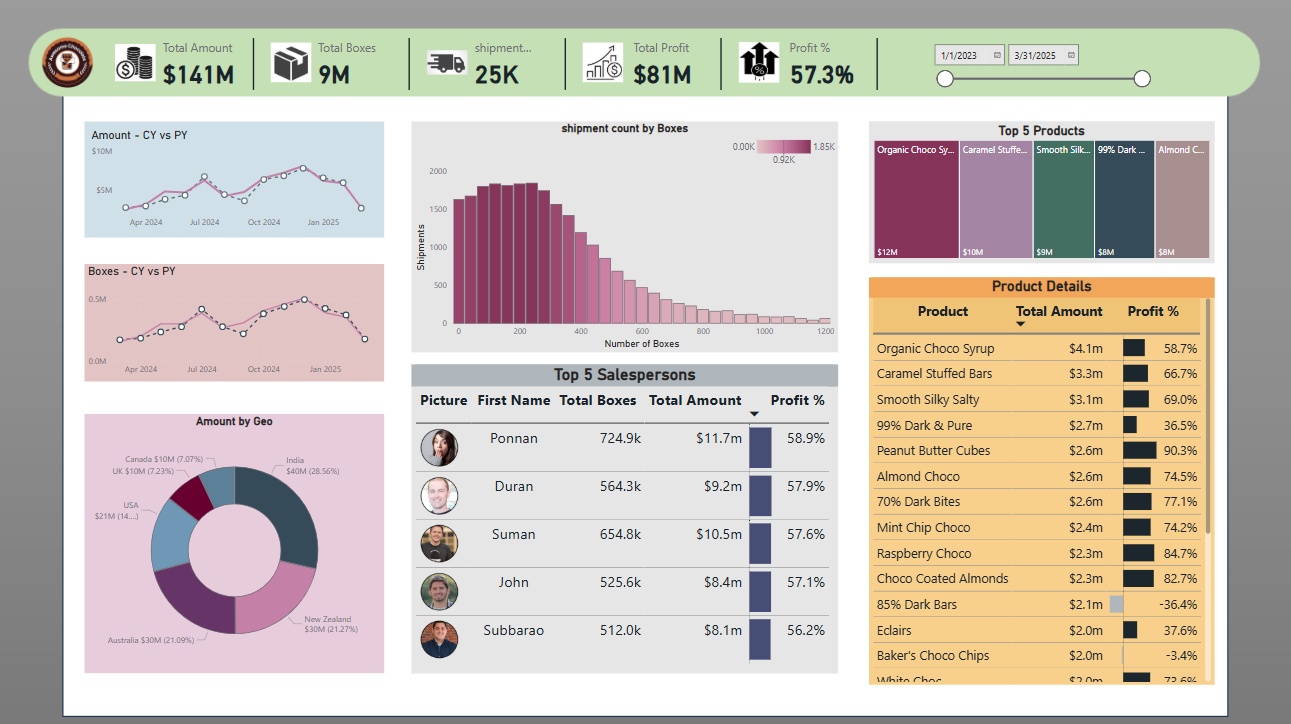 Total Amount
$141M
Total Boxes
9M
shipment...
25K
Total Profit
$81M
Profit %
57.3%
1/1/2023
3/31/2025
Amount - CY vs PY
$10M
$5M
Apr 2024 Jul 2024 Oct 2024 Jan 2025
Boxes - CY vs PY
0.5M
0.0M
Apr 2024 Jul 2024 Oct 2024 Jan 2025
Amount by Geo
Canada $10M (7.07%)
UK $10M (7.23%)
India
$40M (28.56%)
USA
$21M (14....)
New Zealand
$30M (21.27%)
Australia $30M (21.09%)
shipment count by Boxes
0.00K 1.85K
0.92K
Shipments
2000
1500
1000
500
0
0 200 400 600 800 1000 1200
Number of Boxes
Top 5 Salespersons
Picture First Name Total Boxes Total Amount Profit %
Ponnan 724.9k $11.7m 58.9%
Duran 564.3k $9.2m 57.9%
Suman 654.8k $10.5m 57.6%
John 525.6k $8.4m 57.1%
Subbarao 512.0k $8.1m 56.2%
Top 5 Products
Organic Choco Sy... Caramel Stuffe... Smooth Silk... 99% Dark ... Almond C...
$12M $10M $9M $8M $8M
Product Details
Product Total Amount Profit %
Organic Choco Syrup $4.1m 58.7%
Caramel Stuffed Bars $3.3m 66.7%
Smooth Silky Salty $3.1m 69.0%
99% Dark & Pure $2.7m 36.5%
Peanut Butter Cubes $2.6m 90.3%
Almond Choco $2.6m 74.5%
70% Dark Bites $2.6m 77.1%
Mint Chip Choco $2.4m 74.2%
Raspberry Choco $2.3m 84.7%
Choco Coated Almonds $2.3m 82.7%
85% Dark Bars $2.1m -36.4%
Eclairs $2.0m 37.6%
Baker's Choco Chips $2.0m -3.4%
White Choc $2.0m 73.6%